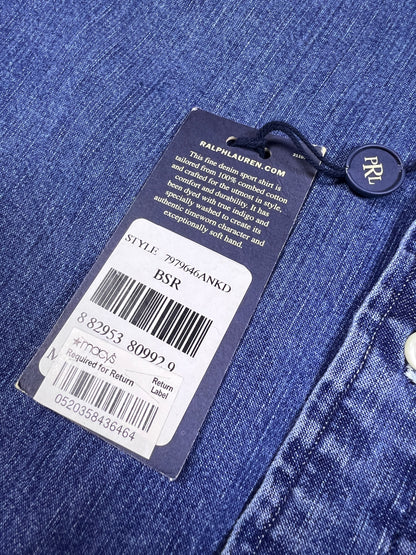 RALPHLAUREN.COM
This fine denim sport shirt is
tailored from 100% combed cotton
and crafted for the utmost in style,
comfort and durability. It has
been dyed with true indigo and
specially washed to create its
authentic timeworn character and
exceptionally soft hand.
PRL
STYLE 7979646ANKD
BSR
8 82953 80992 9
★macy's
Required for Return
Return
Label
0520358436464